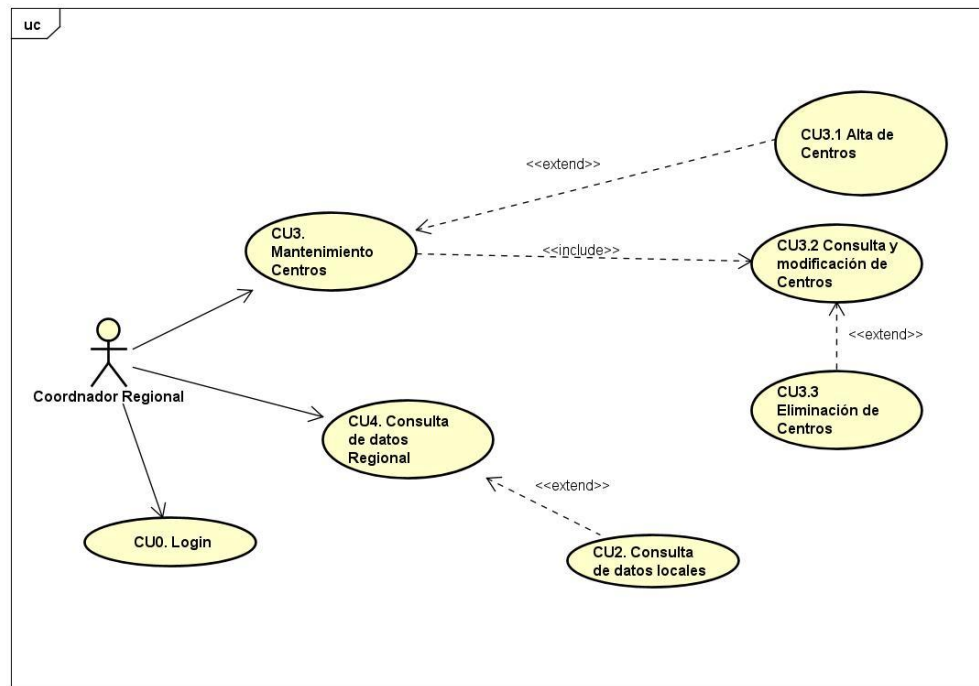 uc
CU3.1 Alta de
Centros
<<extend>>
CU3.
Mantenimiento
Centros
<<include>>
CU3.2 Consulta y
modificación de
Centros
<<extend>>
Coordnador Regional
CU3.3
Eliminación de
Centros
CU4. Consulta
de datos
Regional
<<extend>>
CU0. Login
CU2. Consulta
de datos locales